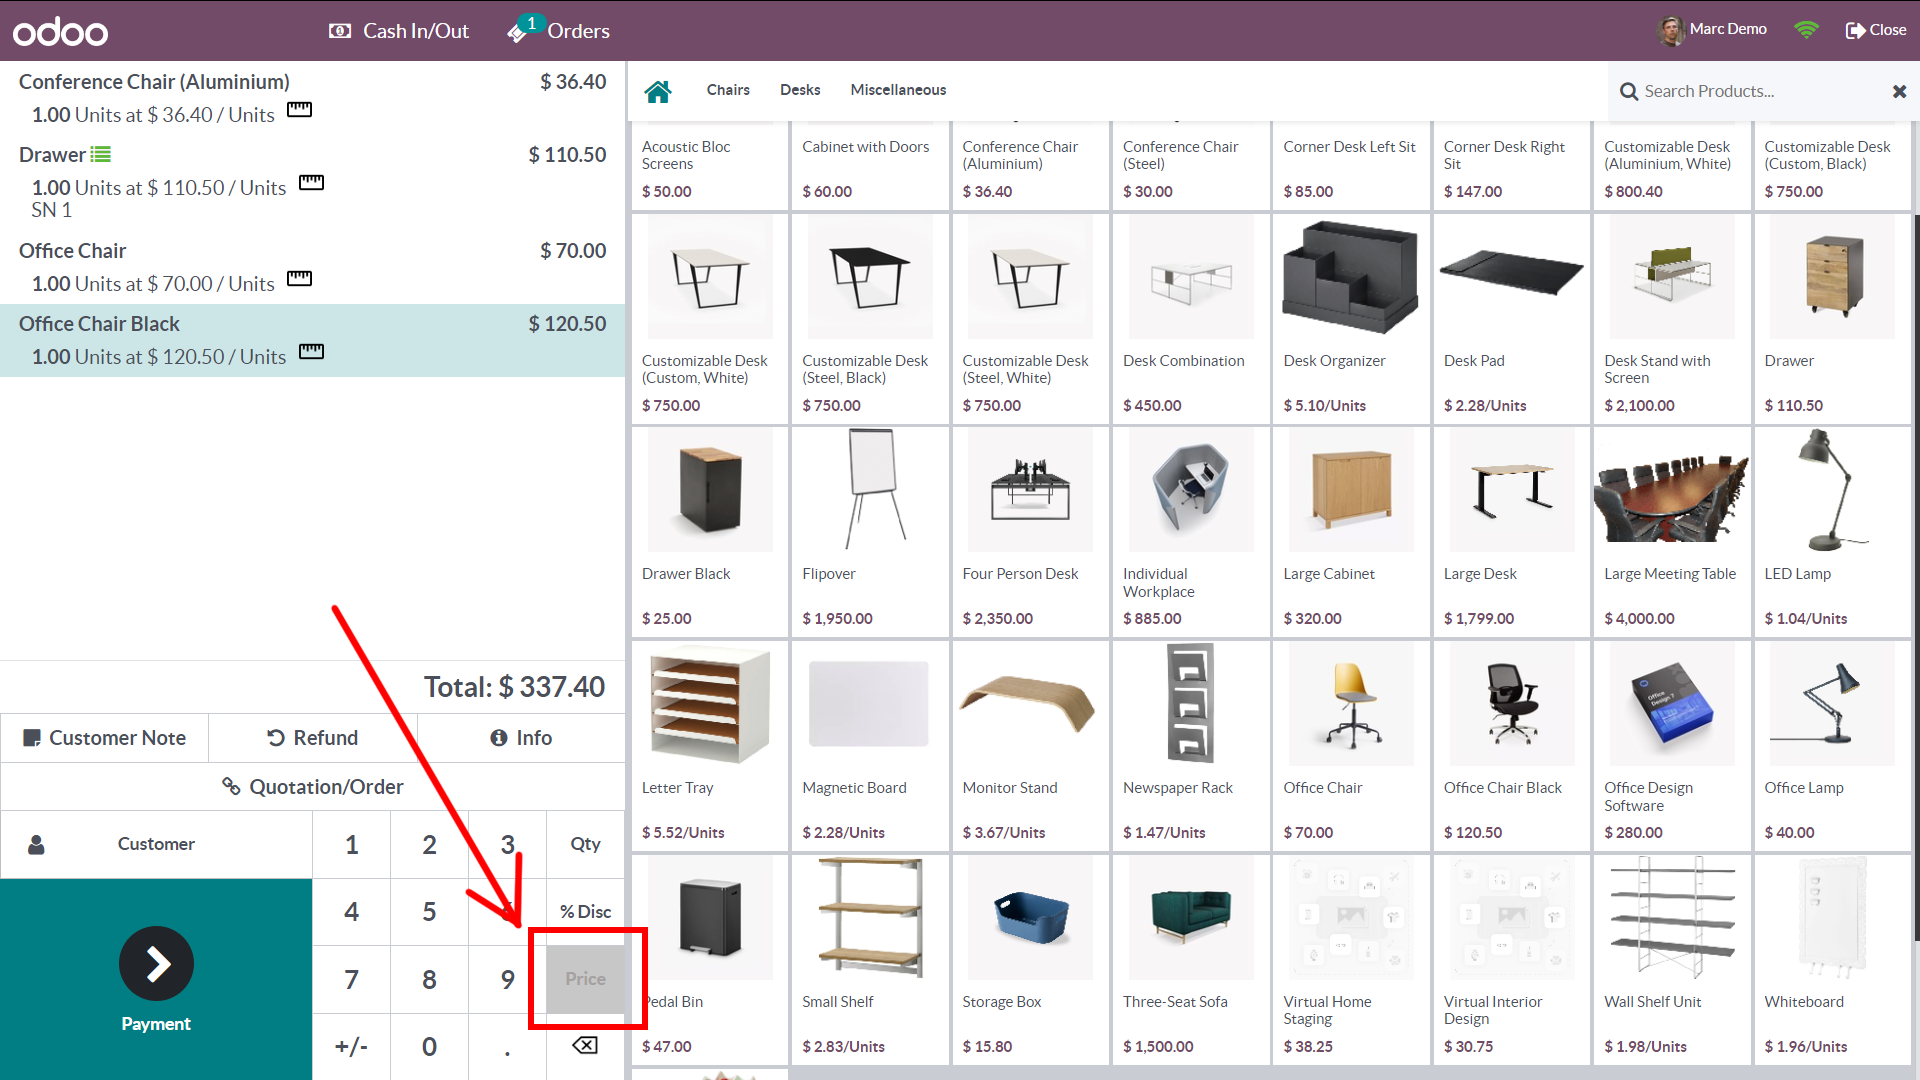 odoo
Cash In/Out
1
Orders
Marc Demo
Close
Conference Chair (Aluminium)
$ 36.40
1.00 Units at $ 36.40 / Units
Drawer
$ 110.50
1.00 Units at $ 110.50 / Units
SN 1
Office Chair
$ 70.00
1.00 Units at $ 70.00 / Units
Office Chair Black
$ 120.50
1.00 Units at $ 120.50 / Units
Total: $ 337.40
Customer Note
Refund
Info
Quotation/Order
Customer
1
2
3
Qty
4
5
% Disc
7
8
9
Price
+/-
0
.
Payment
Chairs
Desks
Miscellaneous
Search Products...
Acoustic Bloc
Screens
$ 50.00
Cabinet with Doors
$ 60.00
Conference Chair
(Aluminium)
$ 36.40
Conference Chair
(Steel)
$ 30.00
Corner Desk Left Sit
$ 85.00
Corner Desk Right
Sit
$ 147.00
Customizable Desk
(Aluminium, White)
$ 800.40
Customizable Desk
(Custom, Black)
$ 750.00
Customizable Desk
(Custom, White)
$ 750.00
Customizable Desk
(Steel, Black)
$ 750.00
Customizable Desk
(Steel, White)
$ 750.00
Desk Combination
$ 450.00
Desk Organizer
$ 5.10/Units
Desk Pad
$ 2.28/Units
Desk Stand with
Screen
$ 2,100.00
Drawer
$ 110.50
Drawer Black
$ 25.00
Flipover
$ 1,950.00
Four Person Desk
$ 2,350.00
Individual
Workplace
$ 885.00
Large Cabinet
$ 320.00
Large Desk
$ 1,799.00
Large Meeting Table
$ 4,000.00
LED Lamp
$ 1.04/Units
Letter Tray
$ 5.52/Units
Magnetic Board
$ 2.28/Units
Monitor Stand
$ 3.67/Units
Newspaper Rack
$ 1.47/Units
Office Chair
$ 70.00
Office Chair Black
$ 120.50
Office
Design 7
Office Design
Software
$ 280.00
Office Lamp
$ 40.00
Pedal Bin
$ 47.00
Small Shelf
$ 2.83/Units
Storage Box
$ 15.80
Three-Seat Sofa
$ 1,500.00
Virtual Home
Staging
$ 38.25
Virtual Interior
Design
$ 30.75
Wall Shelf Unit
$ 1.98/Units
Whiteboard
$ 1.96/Units